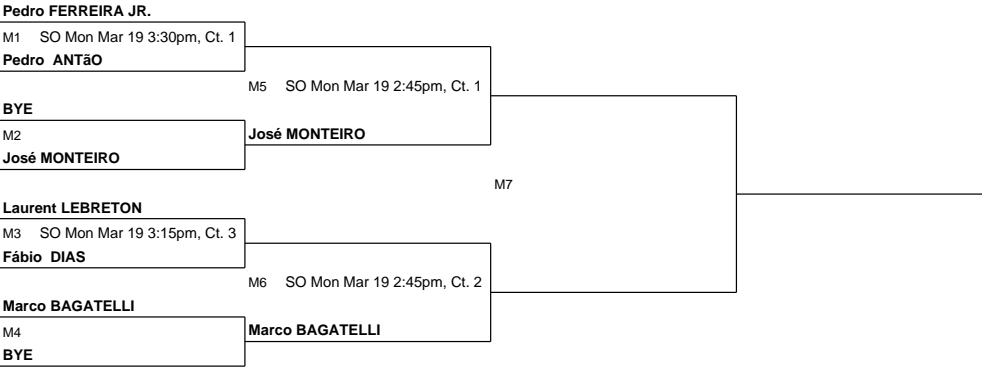 Pedro FERREIRA JR.
M1 SO Mon Mar 19 3:30pm, Ct. 1
Pedro ANTãO
M5 SO Mon Mar 19 2:45pm, Ct. 1
BYE
M2
José MONTEIRO
José MONTEIRO
M7
Laurent LEBRETON
M3 SO Mon Mar 19 3:15pm, Ct. 3
Fábio DIAS
M6 SO Mon Mar 19 2:45pm, Ct. 2
Marco BAGATELLI
M4
Marco BAGATELLI
BYE